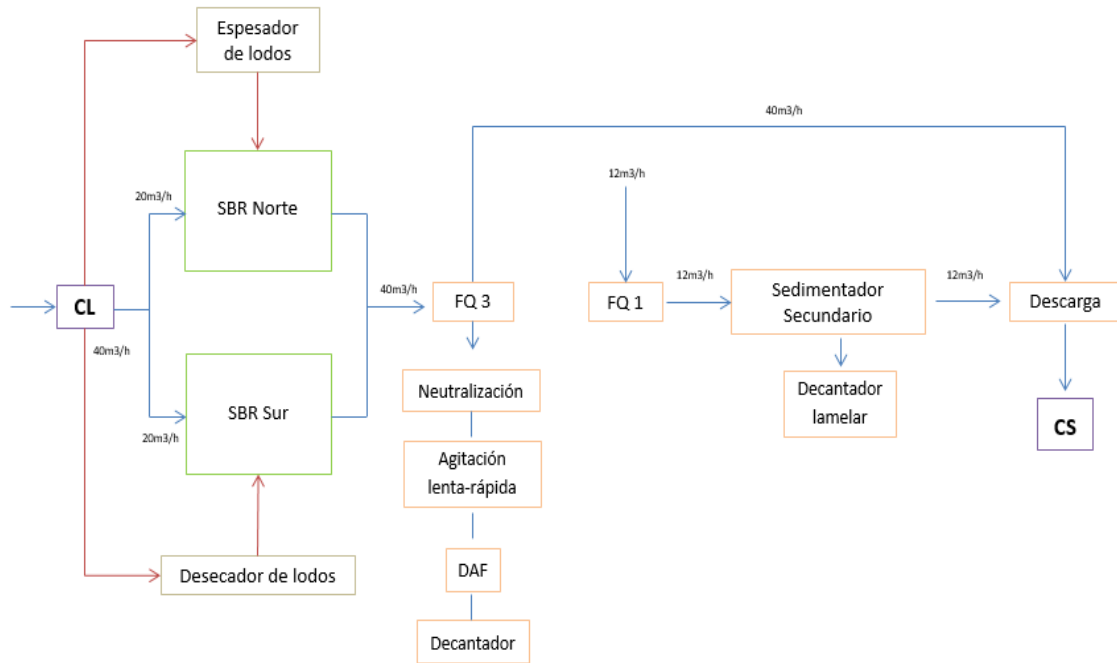 Espesador
de lodos
40m3/h
SBR Norte
20m3/h
12m3/h
CL
40m3/h
40m3/h
FQ 3
FQ 1
12m3/h
Sedimentador
Secundario
12m3/h
Descarga
SBR Sur
20m3/h
Neutralización
Decantador
lamelar
CS
Agitación
lenta-rápida
Desecador de lodos
DAF
Decantador